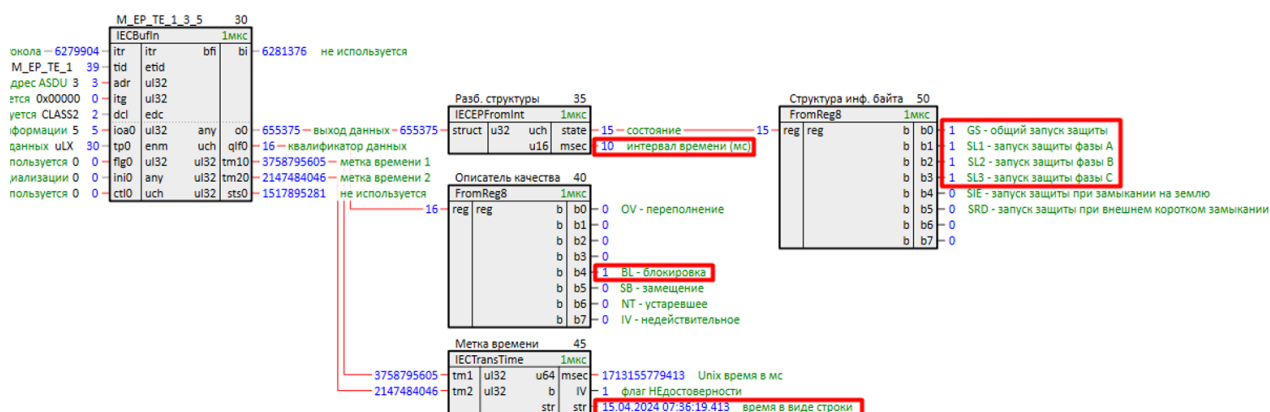 M_EP_TE_1_3_5 30
IECBufIn 1мкс
окола 6279904 itr itr bfi bi 6281376 не используется
M_EP_TE_1 39 tid etid
дрес ASDU 3 3 adr ul32
ется 0x00000 0 itg ul32
уется CLASS2 2 dcl edc
формации 5 5 ioa0 ul32 any o0 655375 выход данных 655375
данных uLX 30 tp0 enm uch qlf0 16 квалификатор данных
пользуется 0 0 flg0 ul32 ul32 tm10 3758795605 метка времени 1
иализации 0 0 ini0 any ul32 tm20 2147484046 метка времени 2
пользуется 0 0 ctl0 uch ul32 sts0 1517895281 не используется
Разб. структуры 35
IECEPFromInt 1мкс
struct u32 uch state 15 состояние 15
u16 msec 10 интервал времени (мс)
Структура инф. байта 50
FromReg8 1мкс
reg reg b b0 1 GS - общий запуск защиты
b b1 1 SL1 - запуск защиты фазы A
b b2 1 SL2 - запуск защиты фазы B
b b3 1 SL3 - запуск защиты фазы C
b b4 0 SIE - запуск защиты при замыкании на землю
b b5 0 SRD - запуск защиты при внешнем коротком замыкании
b b6 0
b b7 0
Описатель качества 40
FromReg8 1мкс
16 reg reg b b0 0 OV - переполнение
b b1 0
b b2 0
b b3 0
b b4 1 BL - блокировка
b b5 0 SB - замещение
b b6 0 NT - устаревшее
b b7 0 IV - недействительное
Метка времени 45
IECTransTime 1мкс
3758795605 tm1 ul32 u64 msec 1713155779413 Unix время в мс
2147484046 tm2 ul32 b IV 1 флаг НЕдостоверности
str str 15.04.2024 07:36:19.413 время в виде строки